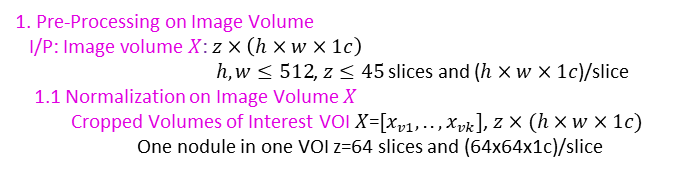 1. Pre-Processing on Image Volume
I/P: Image volume X: z × (h × w × 1c)
h, w ≤ 512, z ≤ 45 slices and (h × w × 1c)/slice
1.1 Normalization on Image Volume X
Cropped Volumes of Interest VOI X=[xᵥ₁,..,xᵥₖ], z × (h × w × 1c)
One nodule in one VOI z=64 slices and (64x64x1c)/slice